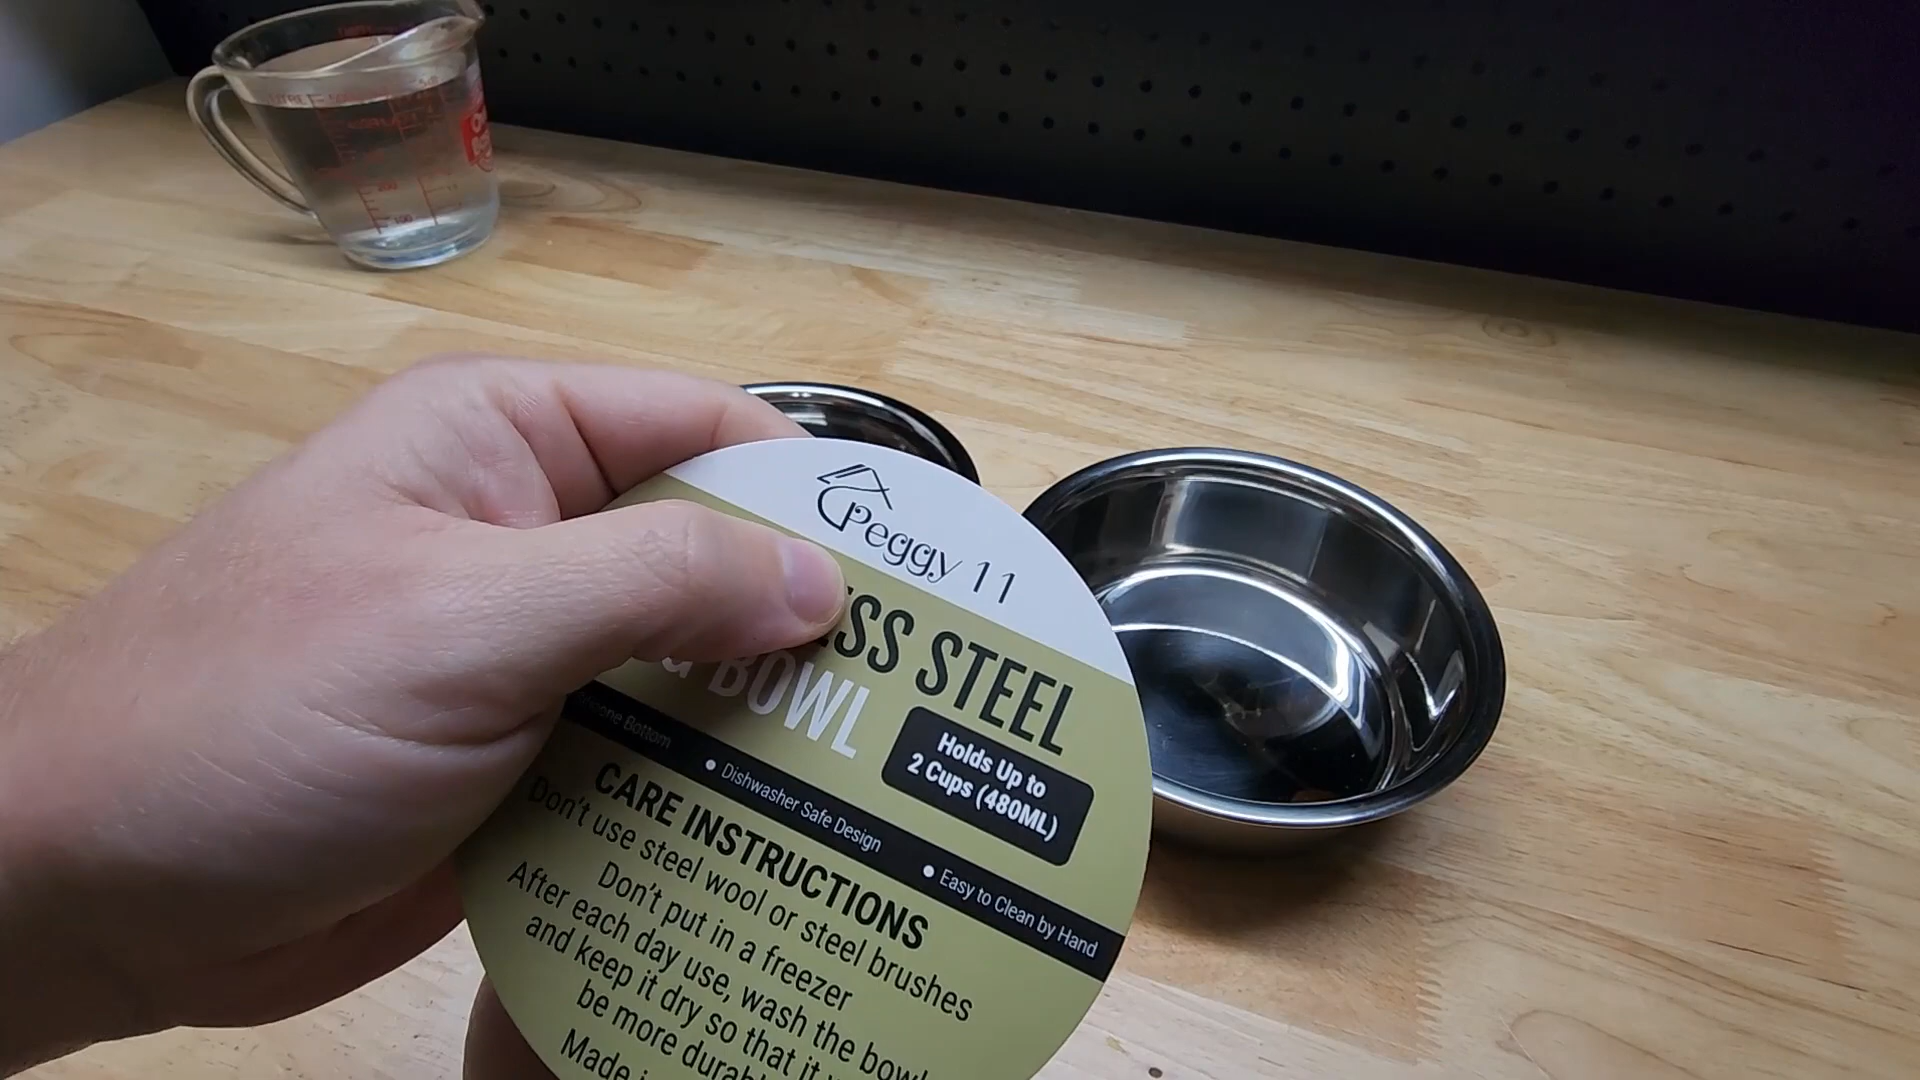 Peggy 11
STEEL
BOWL
Holds Up to
2 Cups (480ML)
Bottom
• Dishwasher Safe Design
• Easy to Clean by Hand
CARE INSTRUCTIONS
Don't use steel wool or steel brushes
Don't put in a freezer
After each day use, wash the bowl
and keep it dry so that it
be more
Made